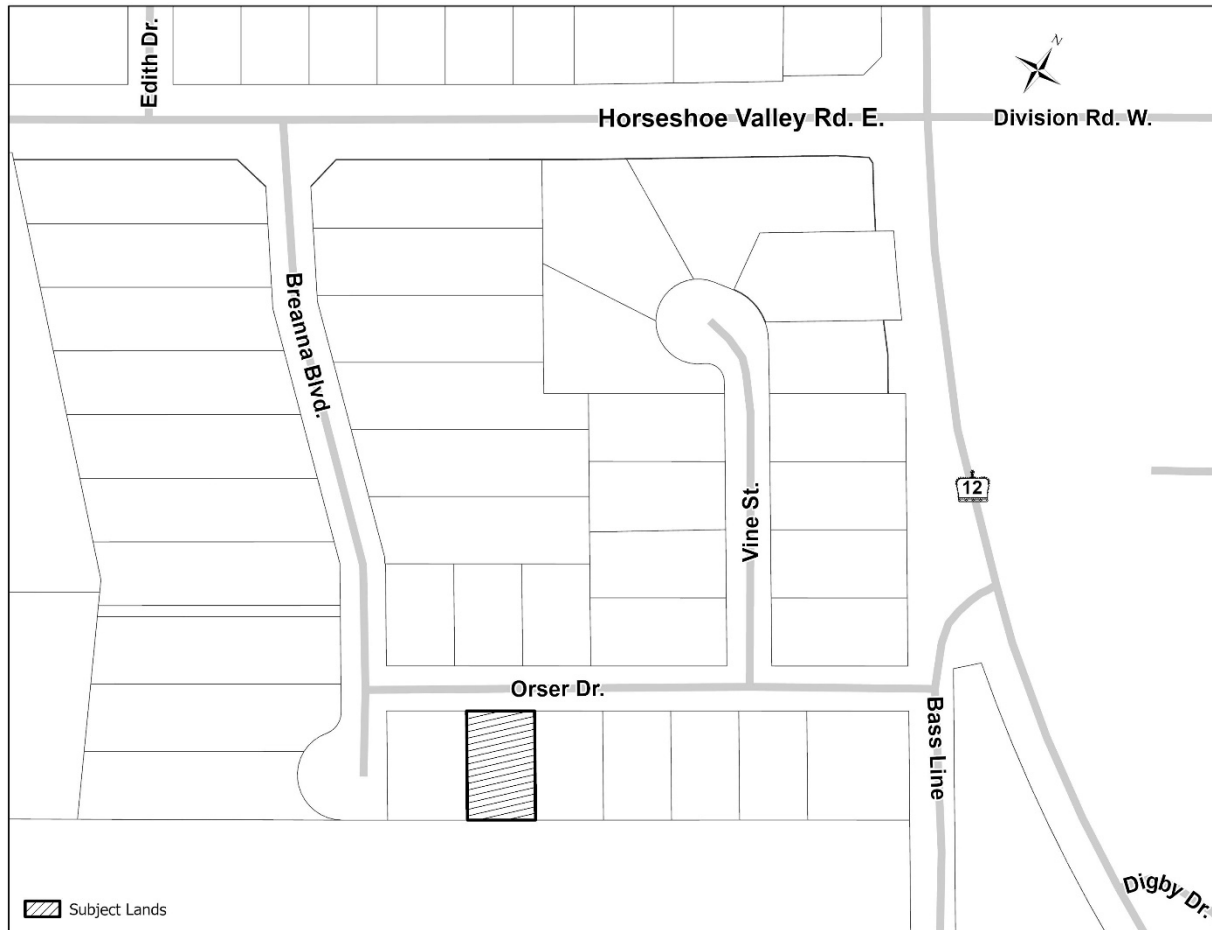 Edith Dr.
N
Horseshoe Valley Rd. E.
Division Rd. W.
Breanna Blvd.
12
Vine St.
Orser Dr.
Bass Line
Digby Dr.
Subject Lands